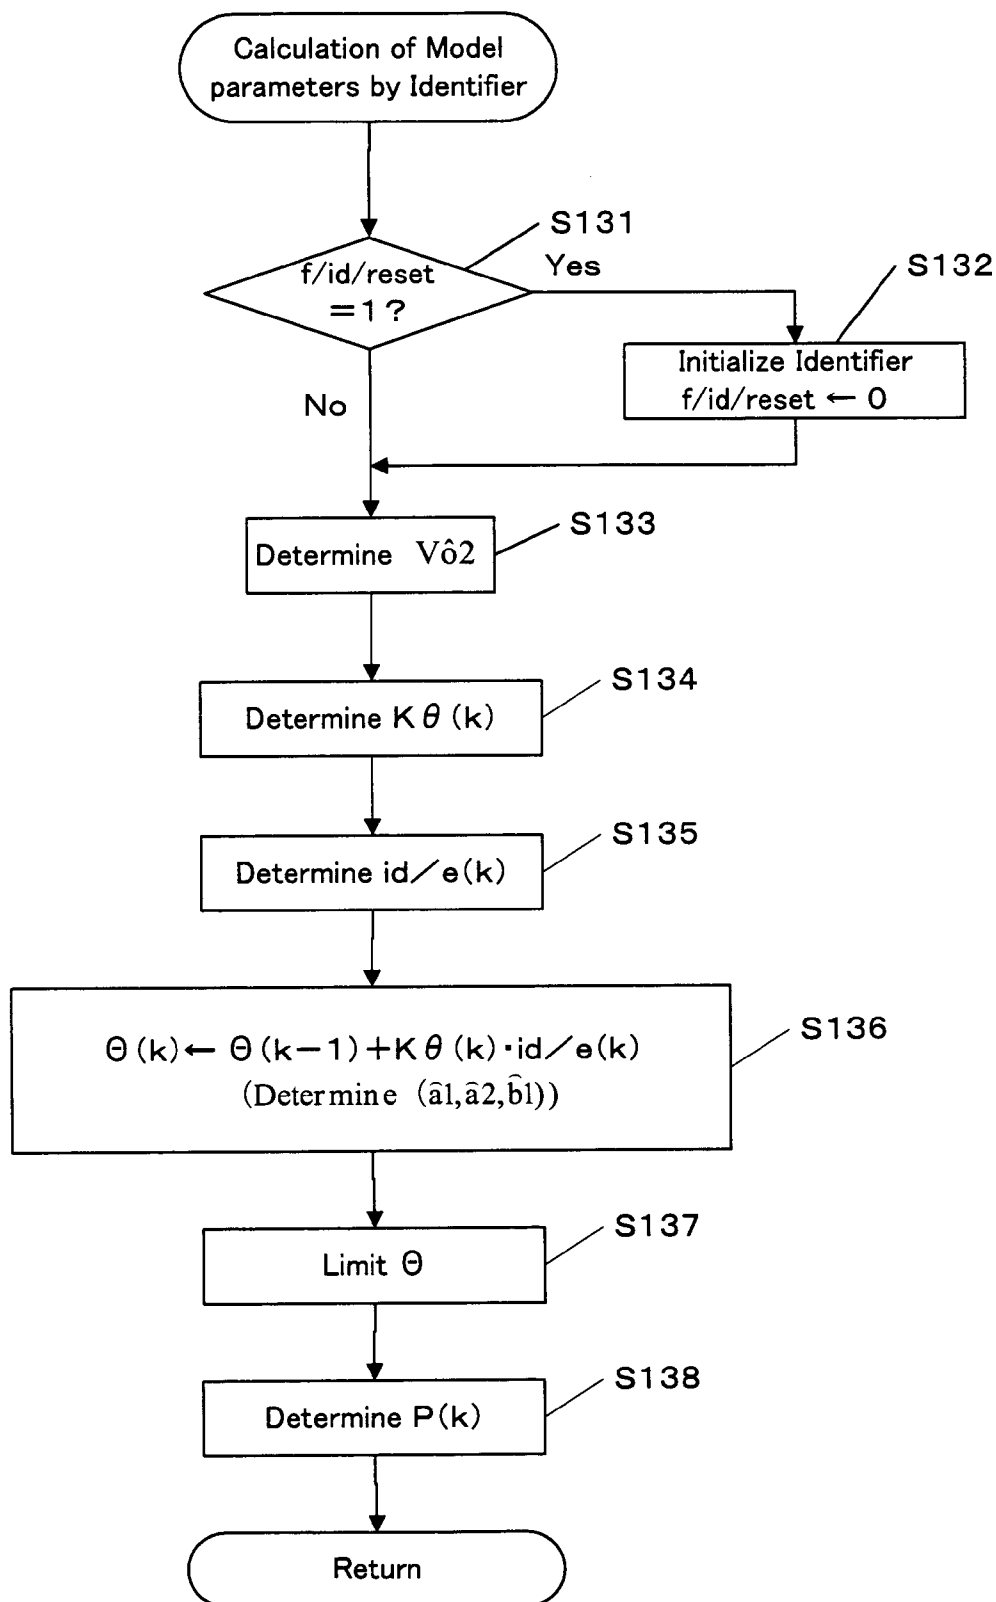 Calculation of Model
parameters by Identifier
S131
f/id/reset
=1?
Yes
S132
Initialize Identifier
f/id/reset ← 0
No
S133
Determine Vô2
S134
Determine Kθ(k)
S135
Determine id/e(k)
S136
Θ(k)← Θ(k−1)+Kθ(k)·id/e(k)
(Determine (â1,â2,b̂1))
S137
Limit Θ
S138
Determine P(k)
Return